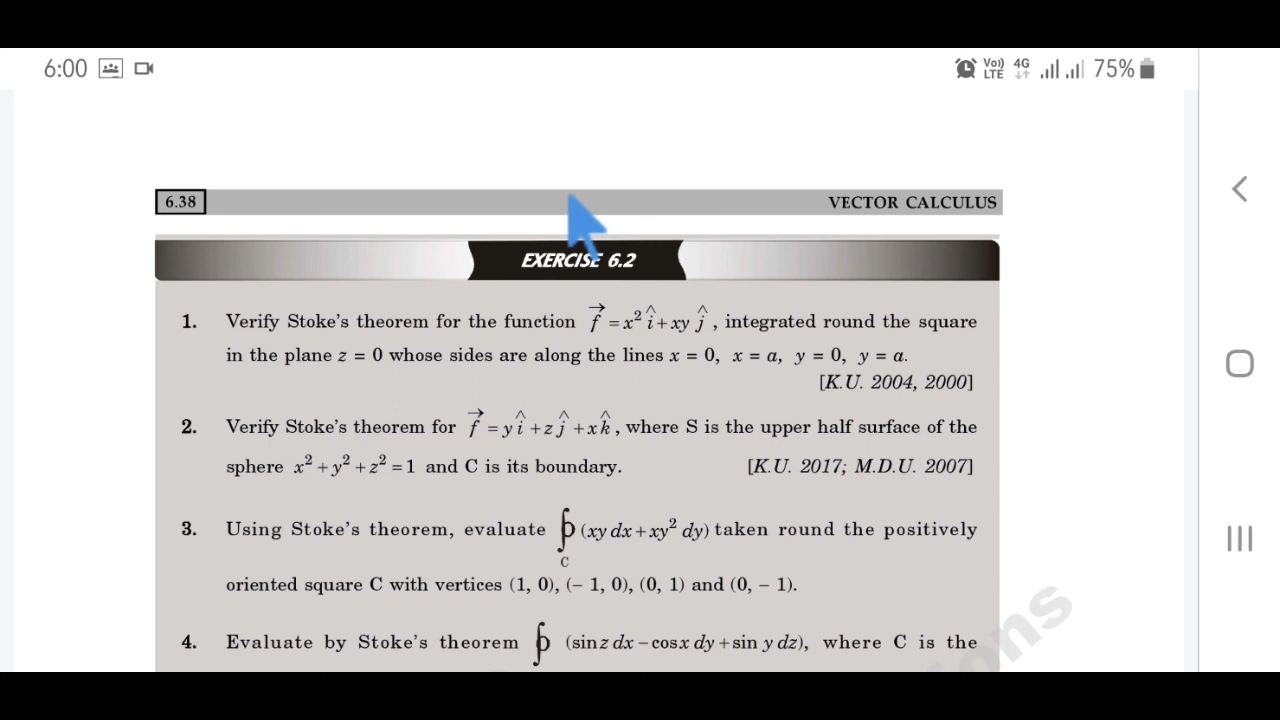 6:00 Vo) LTE 4G 75%
6.38 VECTOR CALCULUS
EXERCISE 6.2
1. Verify Stoke's theorem for the function f⃗ = x² î + xy ĵ , integrated round the square
in the plane z = 0 whose sides are along the lines x = 0, x = a, y = 0, y = a.
[K.U. 2004, 2000]
2. Verify Stoke's theorem for f⃗ = y î + z ĵ + x k̂, where S is the upper half surface of the
sphere x² + y² + z² = 1 and C is its boundary. [K.U. 2017; M.D.U. 2007]
3. Using Stoke's theorem, evaluate ∮ (xy dx + xy² dy) taken round the positively
C
oriented square C with vertices (1, 0), (– 1, 0), (0, 1) and (0, – 1).
4. Evaluate by Stoke's theorem ∮ (sin z dx – cos x dy + sin y dz), where C is the